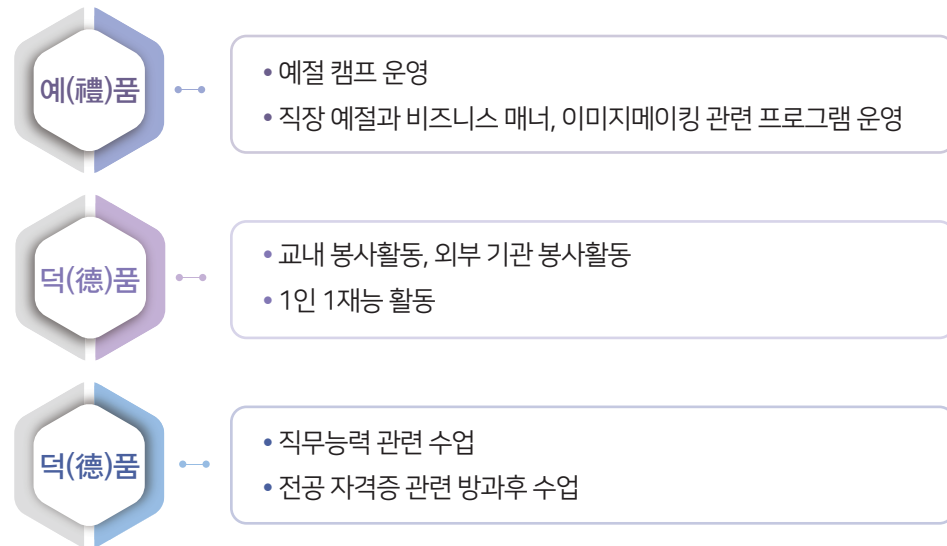 예(禮)품
• 예절 캠프 운영
• 직장 예절과 비즈니스 매너, 이미지메이킹 관련 프로그램 운영
덕(德)품
• 교내 봉사활동, 외부 기관 봉사활동
• 1인 1재능 활동
덕(德)품
• 직무능력 관련 수업
• 전공 자격증 관련 방과후 수업